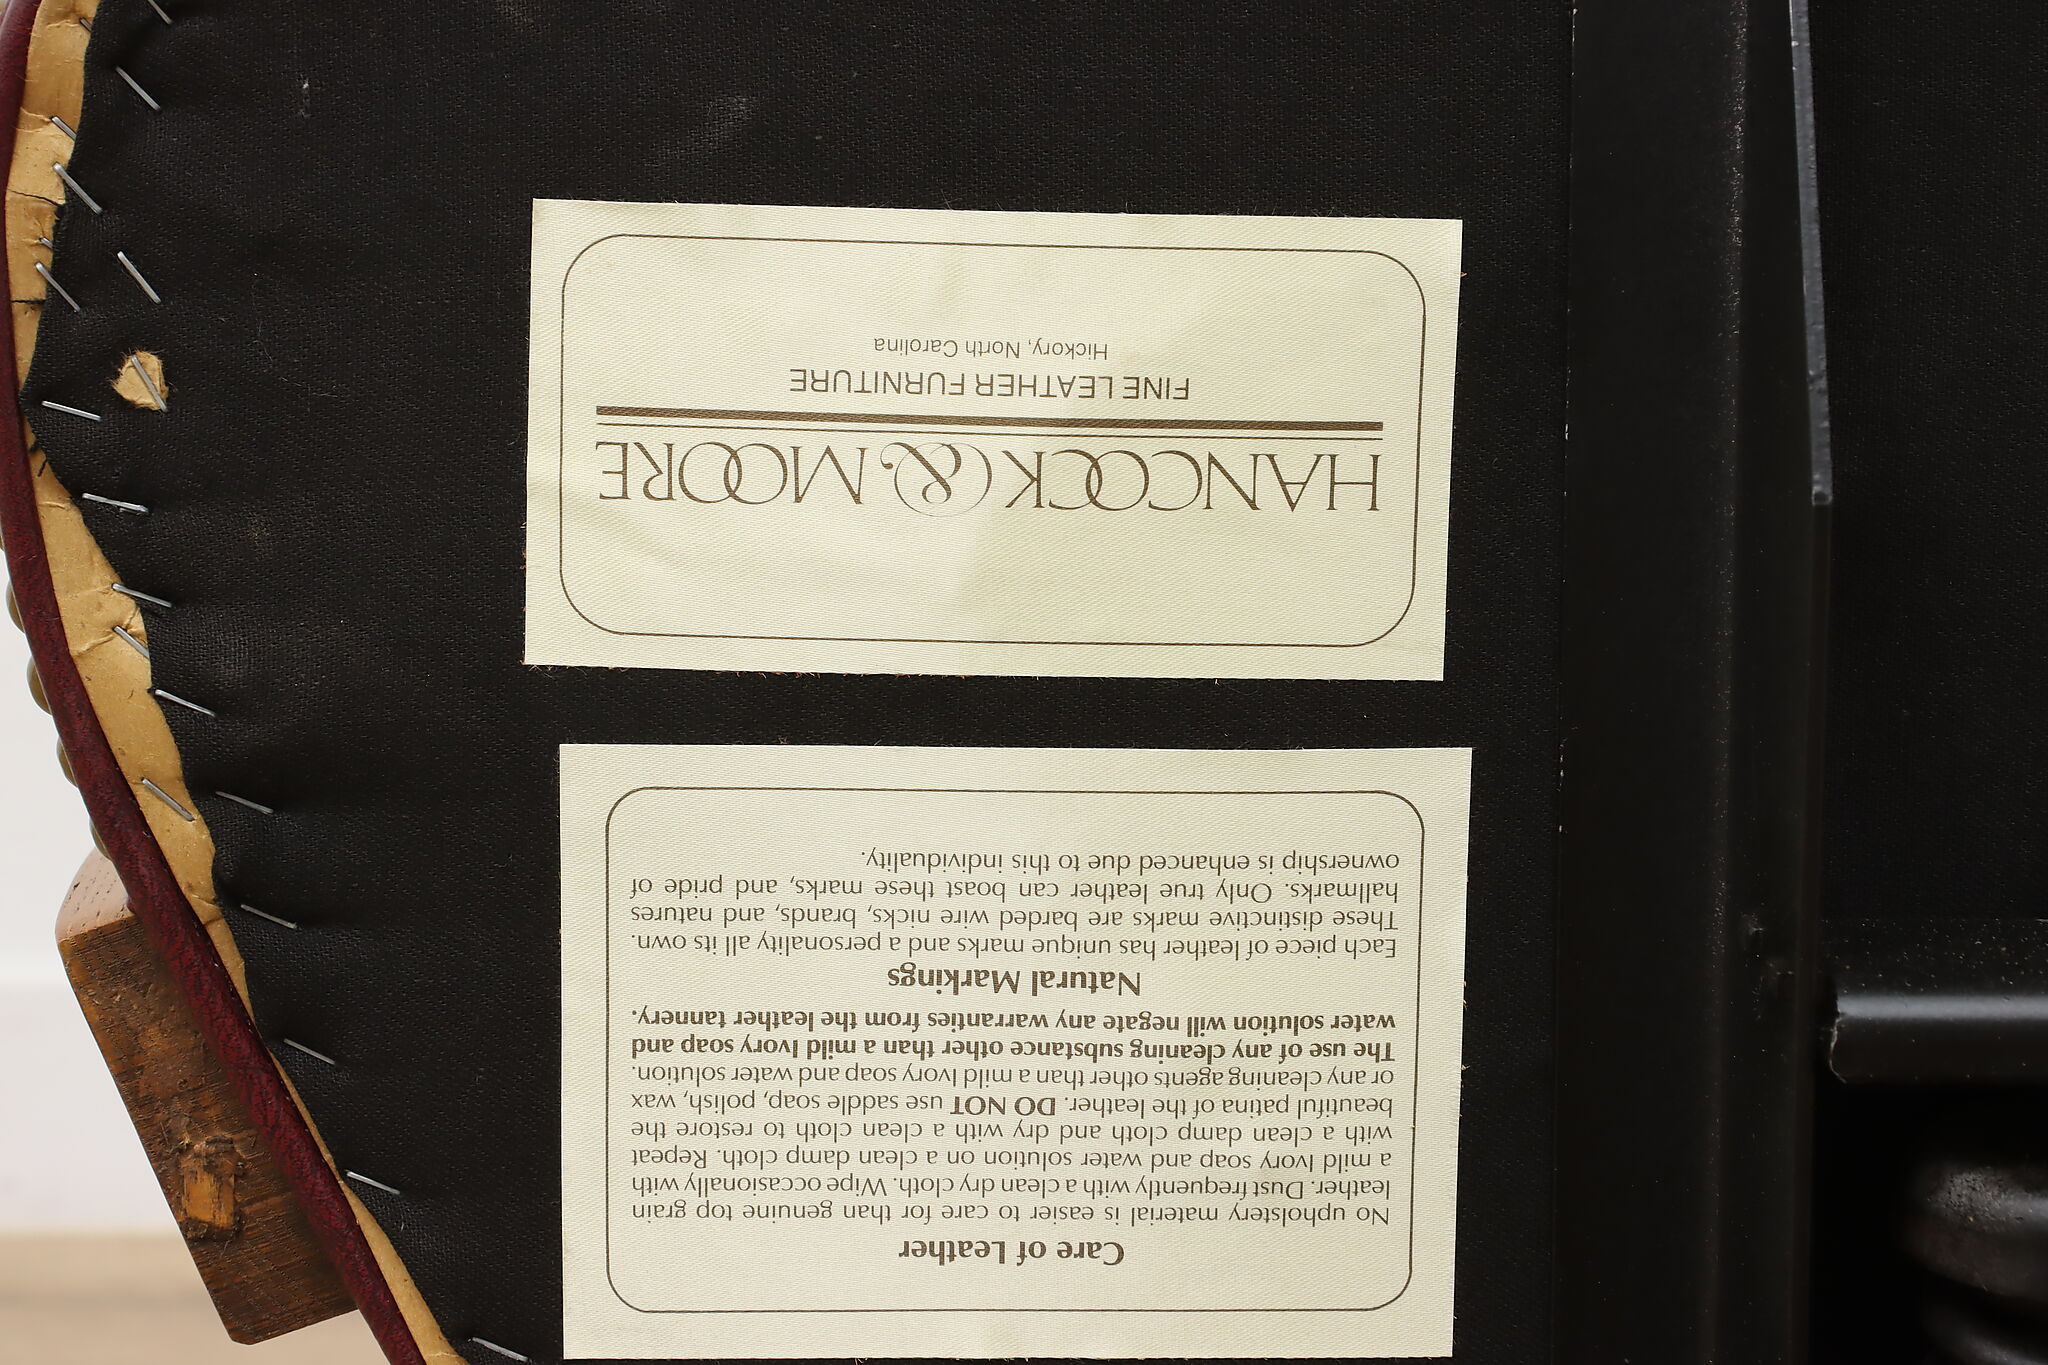 HANCOCK & MOORE
FINE LEATHER FURNITURE
Hickory, North Carolina
Care of Leather
No upholstery material is easier to care for than genuine top grain
leather. Dust frequently with a clean dry cloth. Wipe occasionally with
a mild Ivory soap and water solution on a clean damp cloth. Repeat
with a clean damp cloth and dry with a clean cloth to restore the
beautiful patina of the leather. DO NOT use saddle soap, polish, wax
or any cleaning agents other than a mild Ivory soap and water solution.
The use of any cleaning substance other than a mild Ivory soap and
water solution will negate any warranties from the leather tannery.
Natural Markings
Each piece of leather has unique marks and a personality all its own.
These distinctive marks are barded wire nicks, brands, and natures
hallmarks. Only true leather can boast these marks, and pride of
ownership is enhanced due to this individuality.